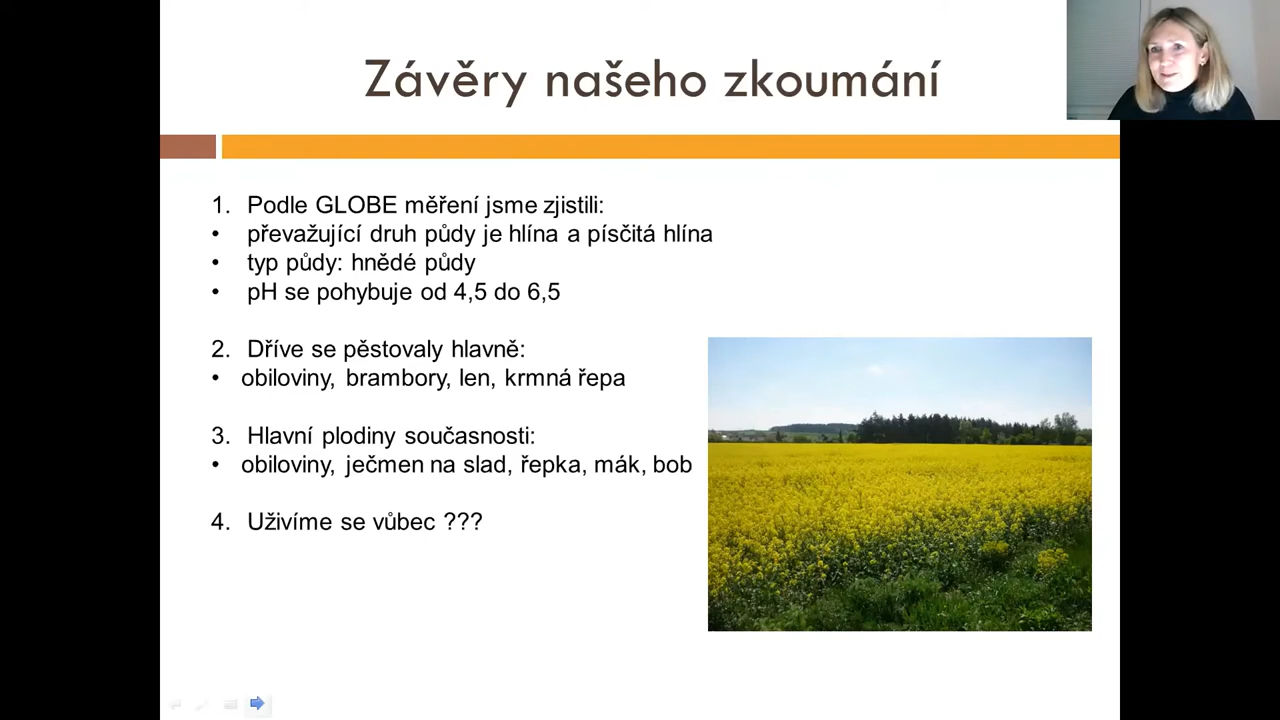 Závěry našeho zkoumání
1. Podle GLOBE měření jsme zjistili:
• převažující druh půdy je hlína a písčitá hlína
• typ půdy: hnědé půdy
• pH se pohybuje od 4,5 do 6,5
2. Dříve se pěstovaly hlavně:
• obiloviny, brambory, len, krmná řepa
3. Hlavní plodiny současnosti:
• obiloviny, ječmen na slad, řepka, mák, bob
4. Uživíme se vůbec ???